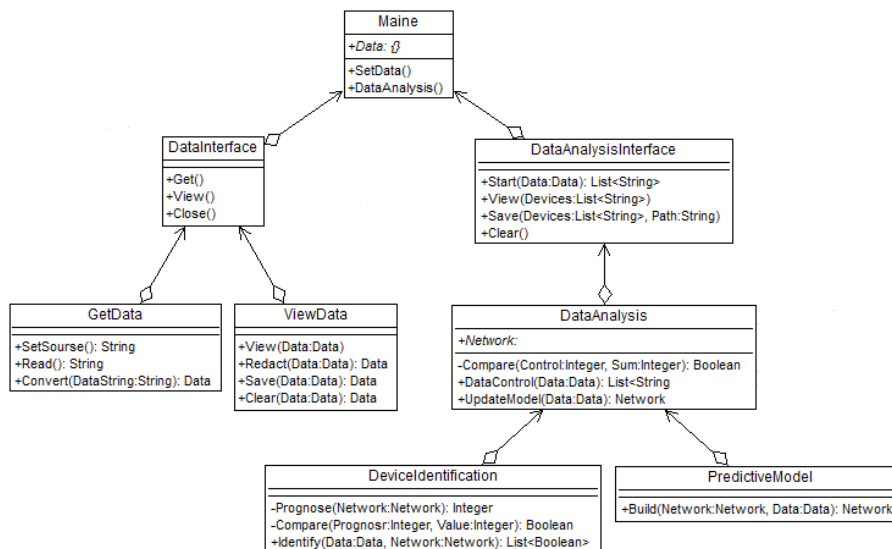 Maine
+Data: {}
+SetData()
+DataAnalysis()
DataInterface
+Get()
+View()
+Close()
DataAnalysisInterface
+Start(Data:Data): List<String>
+View(Devices:List<String>)
+Save(Devices:List<String>, Path:String)
+Clear()
GetData
+SetSourse(): String
+Read(): String
+Convert(DataString:String): Data
ViewData
+View(Data:Data)
+Redact(Data:Data): Data
+Save(Data:Data): Data
+Clear(Data:Data): Data
DataAnalysis
+Network:
-Compare(Control:Integer, Sum:Integer): Boolean
+DataControl(Data:Data): List<String
+UpdateModel(Data:Data): Network
DeviceIdentification
-Prognose(Network:Network): Integer
-Compare(Prognosr:Integer, Value:Integer): Boolean
+Identify(Data:Data, Network:Network): List<Boolean>
PredictiveModel
+Build(Network:Network, Data:Data): Network